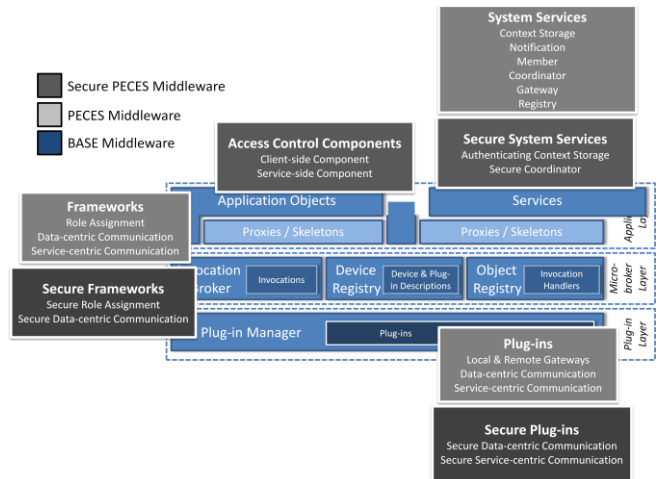 System Services
Context Storage
Notification
Member
Coordinator
Gateway
Registry
Secure PECES Middleware
PECES Middleware
BASE Middleware
Access Control Components
Client-side Component
Service-side Component
Secure System Services
Authenticating Context Storage
Secure Coordinator
Frameworks
Role Assignment
Data-centric Communication
Service-centric Communication
Application Objects
Services
Proxies / Skeletons
Proxies / Skeletons
Secure Frameworks
Secure Role Assignment
Secure Data-centric Communication
Invocations
Device
Registry
Device & Plug-
in Descriptions
Object
Registry
Invocation
Handlers
Micro-
broker
Layer
Plug-in Manager
Plug-ins
Plug-in
Layer
Plug-ins
Local & Remote Gateways
Data-centric Communication
Service-centric Communication
Secure Plug-ins
Secure Data-centric Communication
Secure Service-centric Communication